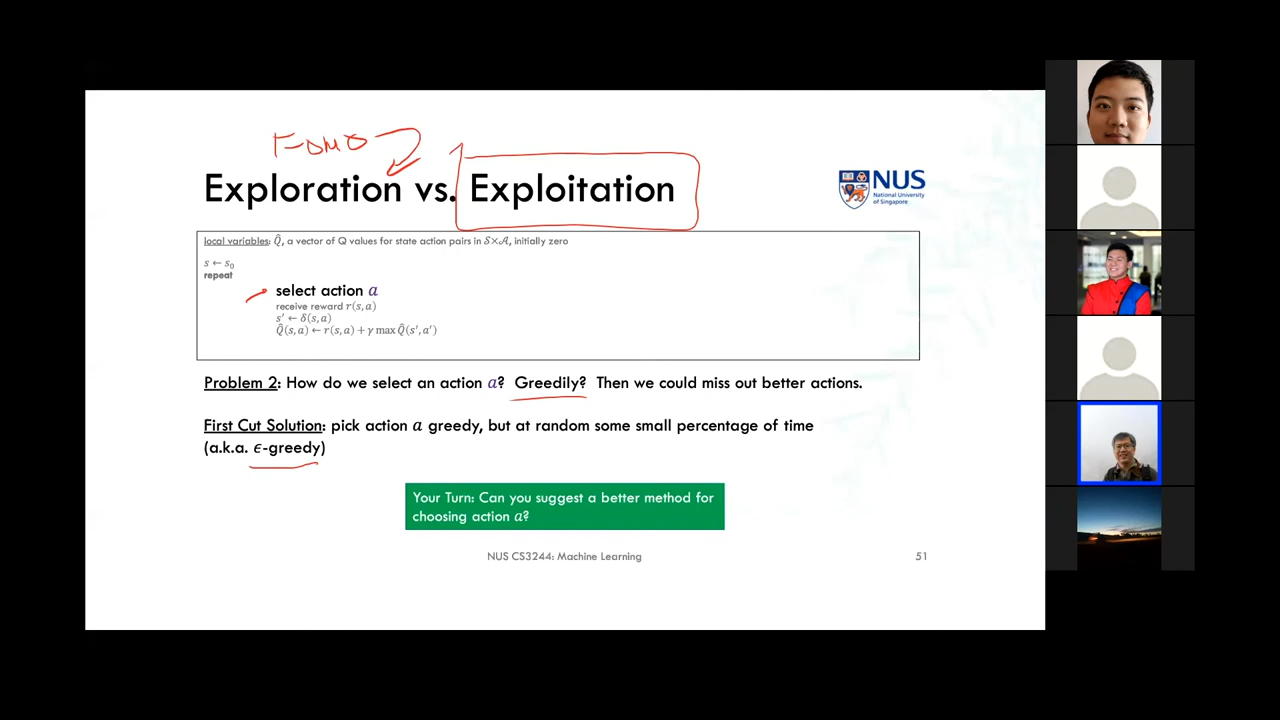 FOMO
Exploration vs. Exploitation
NUS
National University
of Singapore
local variables: Q̂, a vector of Q values for state action pairs in 𝒮×𝒜, initially zero
s ← s₀
repeat
select action a
receive reward r(s, a)
s′ ← δ(s, a)
Q̂(s, a) ← r(s, a) + γ max Q̂(s′, a′)
Problem 2: How do we select an action a? Greedily? Then we could miss out better actions.
First Cut Solution: pick action a greedy, but at random some small percentage of time
(a.k.a. ϵ-greedy)
Your Turn: Can you suggest a better method for
choosing action a?
NUS CS3244: Machine Learning
51